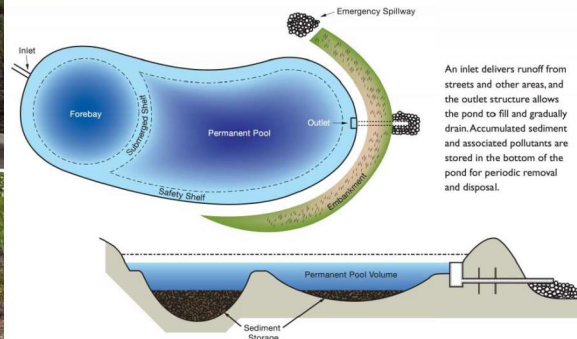 Emergency Spillway
Inlet
Forebay
Submerged Shelf
Permanent Pool
Outlet
Safety Shelf
Embankment
An inlet delivers runoff from
streets and other areas, and
the outlet structure allows
the pond to fill and gradually
drain. Accumulated sediment
and associated pollutants are
stored in the bottom of the
pond for periodic removal
and disposal.
Permanent Pool Volume
Sediment
Storage